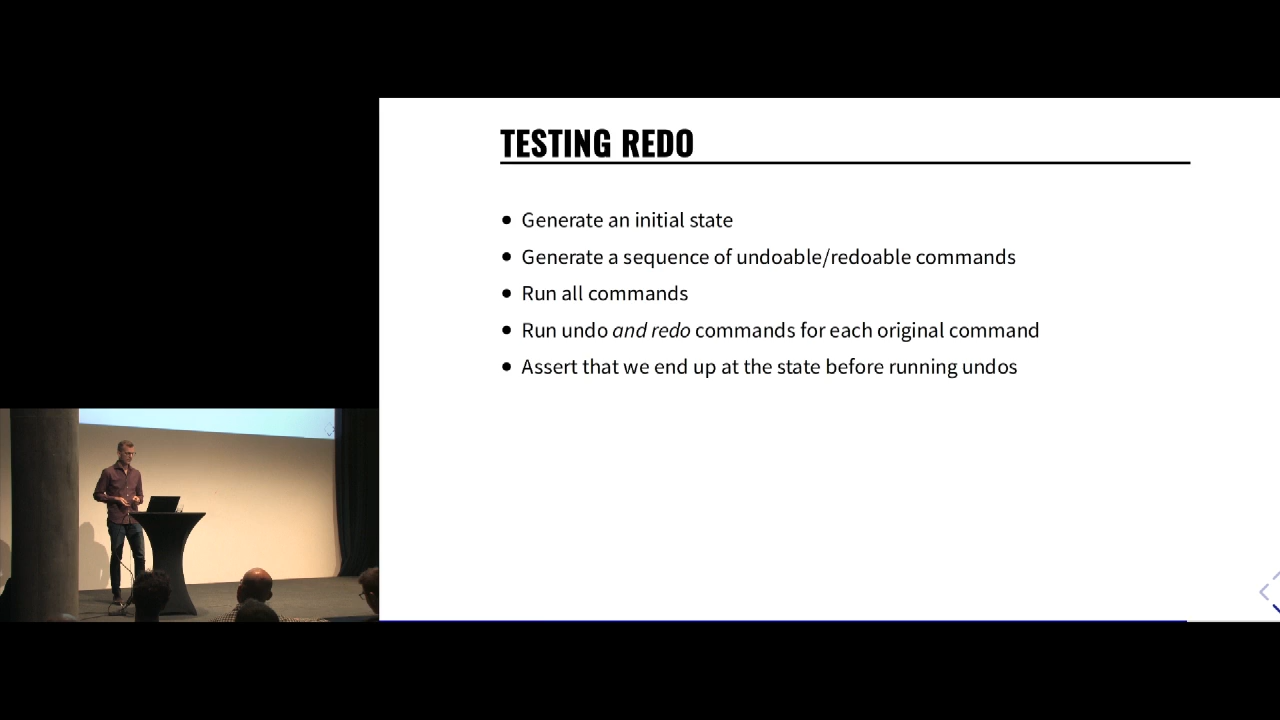 TESTING REDO
Generate an initial state
Generate a sequence of undoable/redoable commands
Run all commands
Run undo and redo commands for each original command
Assert that we end up at the state before running undos